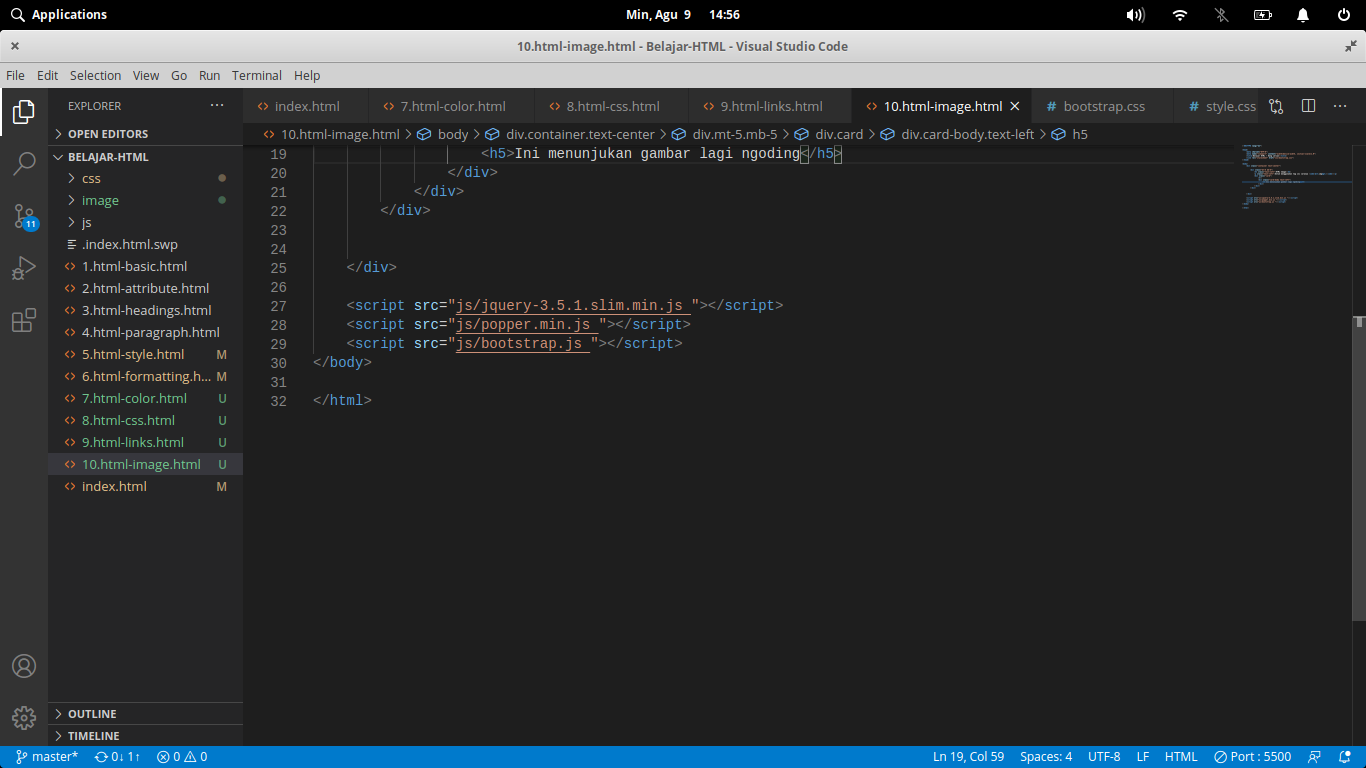 Applications
Min, Agu 9 14:56
10.html-image.html - Belajar-HTML - Visual Studio Code
File Edit Selection View Go Run Terminal Help
EXPLORER
index.html 7.html-color.html 8.html-css.html 9.html-links.html 10.html-image.html bootstrap.css style.css
OPEN EDITORS
10.html-image.html > body > div.container.text-center > div.mt-5.mb-5 > div.card > div.card-body.text-left > h5
BELAJAR-HTML
css
image
js
.index.html.swp
1.html-basic.html
2.html-attribute.html
3.html-headings.html
4.html-paragraph.html
5.html-style.html M
6.html-formatting.h... M
7.html-color.html U
8.html-css.html U
9.html-links.html U
10.html-image.html U
index.html M
11
19 <h5>Ini menunjukan gambar lagi ngoding</h5>
20 </div>
21 </div>
22 </div>
23
24
25 </div>
26
27 <script src="js/jquery-3.5.1.slim.min.js "></script>
28 <script src="js/popper.min.js "></script>
29 <script src="js/bootstrap.js "></script>
30 </body>
31
32 </html>
OUTLINE
TIMELINE
master* 0↓ 1↑ 0 0 Ln 19, Col 59 Spaces: 4 UTF-8 LF HTML Port : 5500